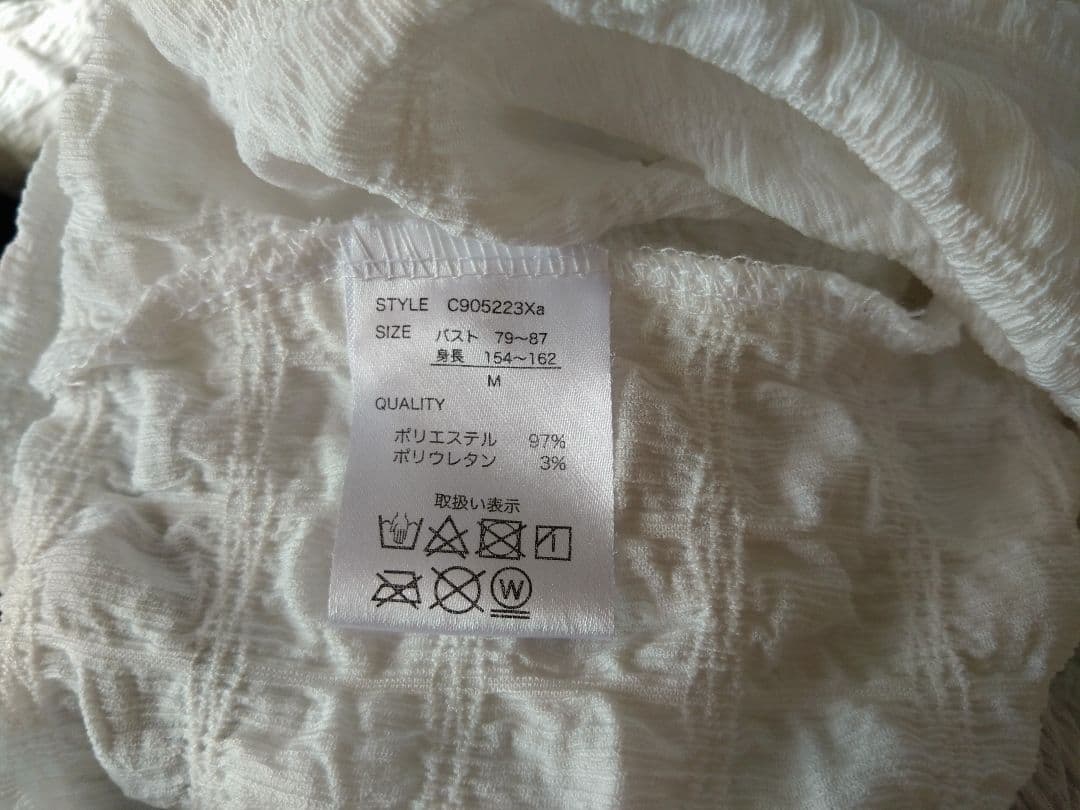 STYLE C905223Xa
SIZE バスト 79～87
身長 154～162
M
QUALITY
ポリエステル 97%
ポリウレタン 3%
取扱い表示
W